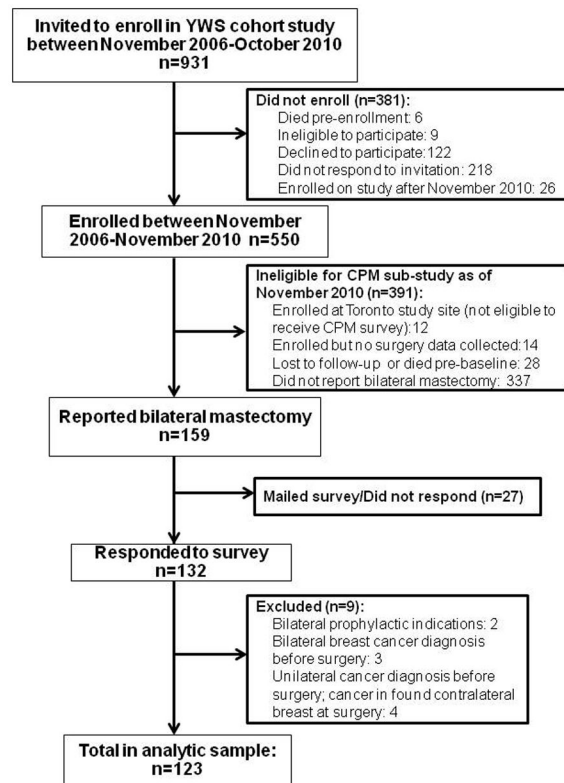 Invited to enroll in YWS cohort study
between November 2006-October 2010
n=931
Did not enroll (n=381):
Died pre-enrollment: 6
Ineligible to participate: 9
Declined to participate:122
Did not respond to invitation: 218
Enrolled on study after November 2010: 26
Enrolled between November
2006-November 2010 n=550
Ineligible for CPM sub-study as of
November 2010 (n=391):
Enrolled at Toronto study site (not eligible to
receive CPM survey):12
Enrolled but no surgery data collected:14
Lost to follow-up or died pre-baseline: 28
Did not report bilateral mastectomy: 337
Reported bilateral mastectomy
n=159
Mailed survey/Did not respond (n=27)
Responded to survey
n=132
Excluded (n=9):
Bilateral prophylactic indications: 2
Bilateral breast cancer diagnosis
before surgery: 3
Unilateral cancer diagnosis before
surgery; cancer in found contralateral
breast at surgery: 4
Total in analytic sample:
n=123